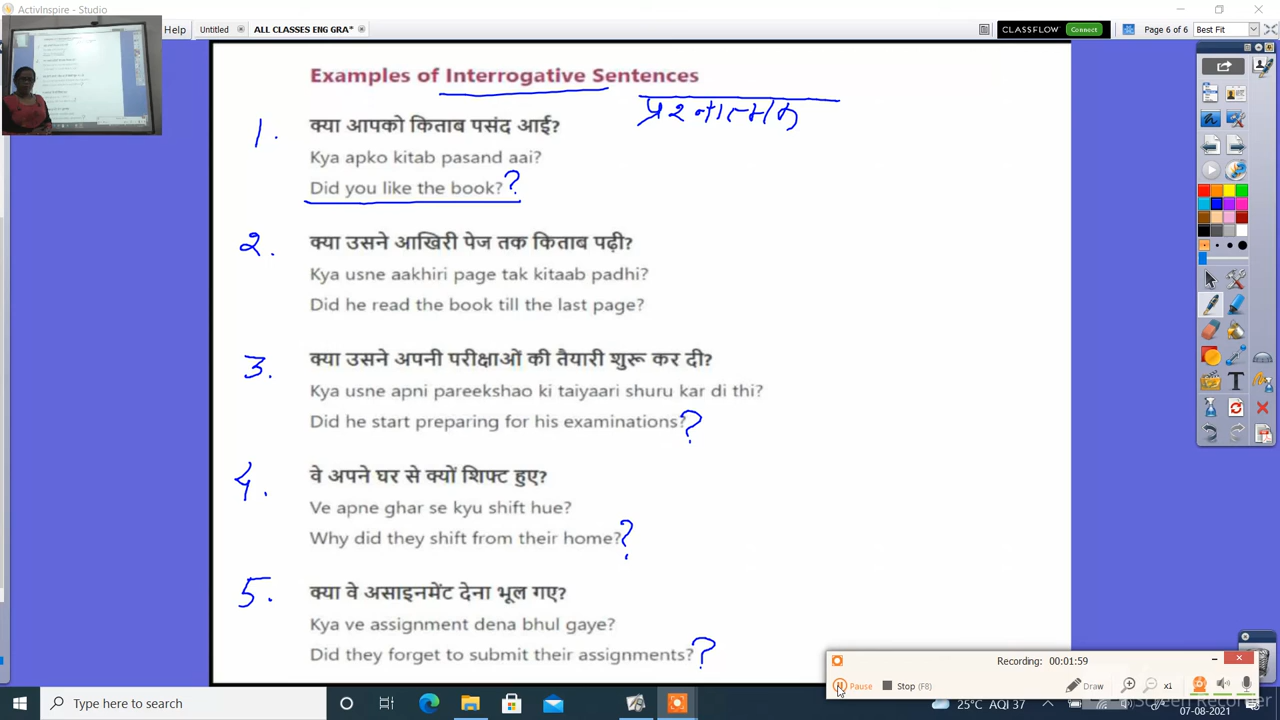 ActivInspire - Studio
Help
Untitled
ALL CLASSES ENG GRA*
CLASSFLOW
Connect
Page 6 of 6
Best Fit
Examples of Interrogative Sentences
प्रश्नात्मक
1.
क्या आपको किताब पसंद आई?
Kya apko kitab pasand aai?
Did you like the book? ?
2.
क्या उसने आखिरी पेज तक किताब पढ़ी?
Kya usne aakhiri page tak kitaab padhi?
Did he read the book till the last page?
3.
क्या उसने अपनी परीक्षाओं की तैयारी शुरू कर दी?
Kya usne apni pareekshao ki taiyaari shuru kar di thi?
Did he start preparing for his examinations? ?
4.
वे अपने घर से क्यों शिफ्ट हुए?
Ve apne ghar se kyu shift hue?
Why did they shift from their home? ?
5.
क्या वे असाइनमेंट देना भूल गए?
Kya ve assignment dena bhul gaye?
Did they forget to submit their assignments? ?
Recording: 00:01:59
Pause
Stop (F8)
Draw
x1
Type here to search
25°C AQI 37
07-08-2021